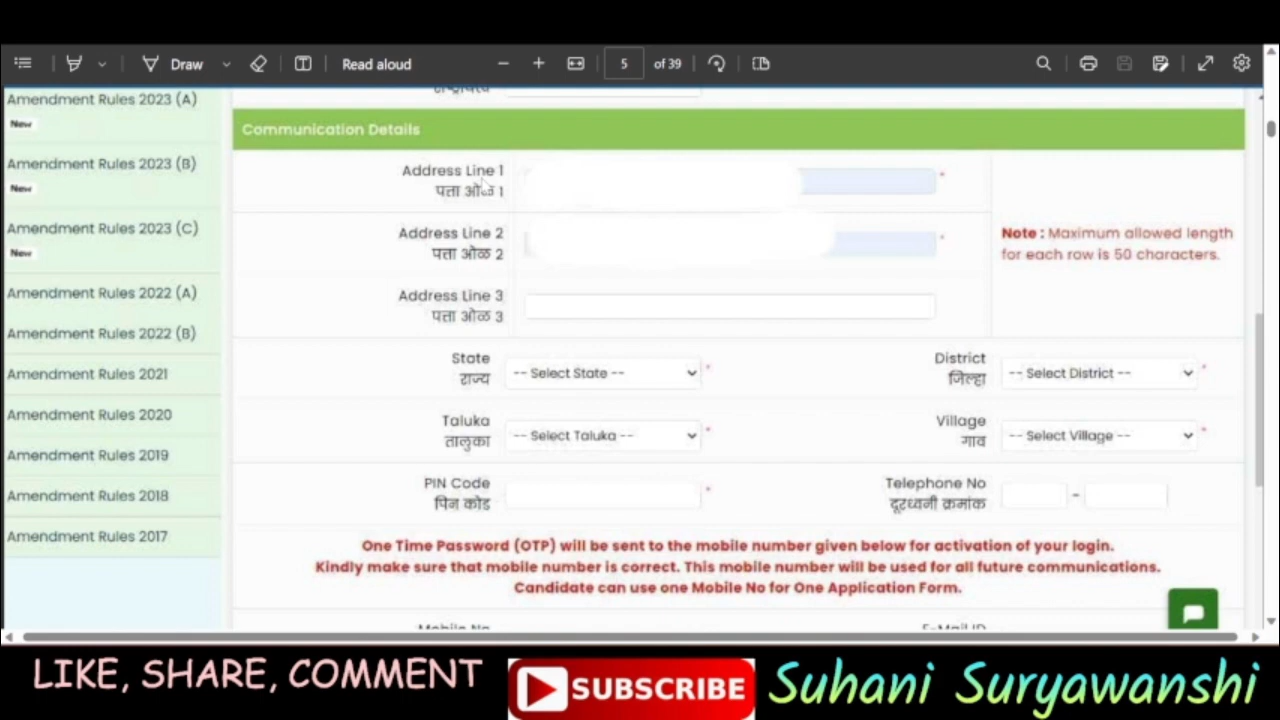 Draw
Read aloud
5 of 39
Amendment Rules 2023 (A)
New
Amendment Rules 2023 (B)
New
Amendment Rules 2023 (C)
New
Amendment Rules 2022 (A)
Amendment Rules 2022 (B)
Amendment Rules 2021
Amendment Rules 2020
Amendment Rules 2019
Amendment Rules 2018
Amendment Rules 2017
Communication Details
Address Line 1 *
पत्ता ओळ 1
Address Line 2 *
पत्ता ओळ 2
Address Line 3
पत्ता ओळ 3
Note : Maximum allowed length
for each row is 50 characters.
State
राज्य
-- Select State -- *
District
जिल्हा
-- Select District -- *
Taluka
तालुका
-- Select Taluka -- *
Village
गाव
-- Select Village -- *
PIN Code *
पिन कोड
Telephone No
दूरध्वनी क्रमांक
-
One Time Password (OTP) will be sent to the mobile number given below for activation of your login.
Kindly make sure that mobile number is correct. This mobile number will be used for all future communications.
Candidate can use one Mobile No for One Application Form.
Mobile No
E-Mail ID
LIKE, SHARE, COMMENT
SUBSCRIBE
Suhani Suryawanshi